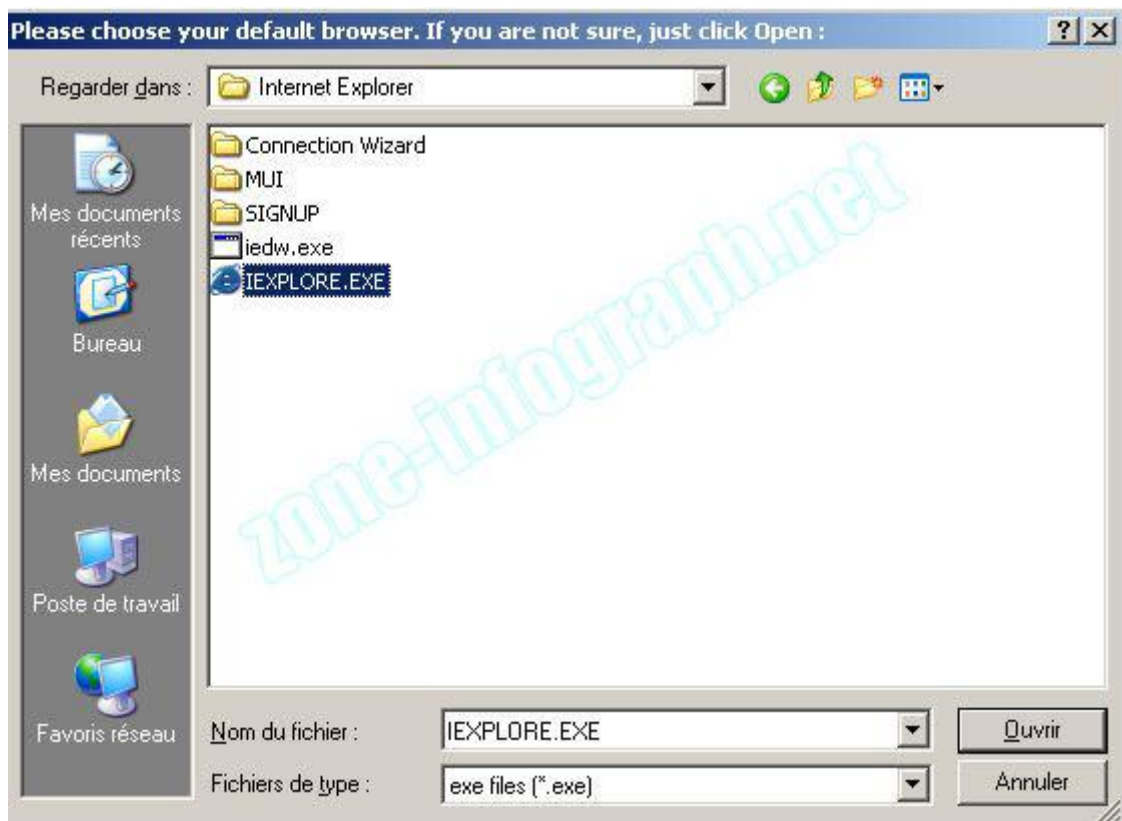 Please choose your default browser. If you are not sure, just click Open :
Regarder dans :
Internet Explorer
Mes documents
récents
Bureau
Mes documents
Poste de travail
Favoris réseau
Connection Wizard
MUI
SIGNUP
iedw.exe
IEXPLORE.EXE
zone-infograph.net
Nom du fichier :
IEXPLORE.EXE
Ouvrir
Fichiers de type :
exe files (*.exe)
Annuler